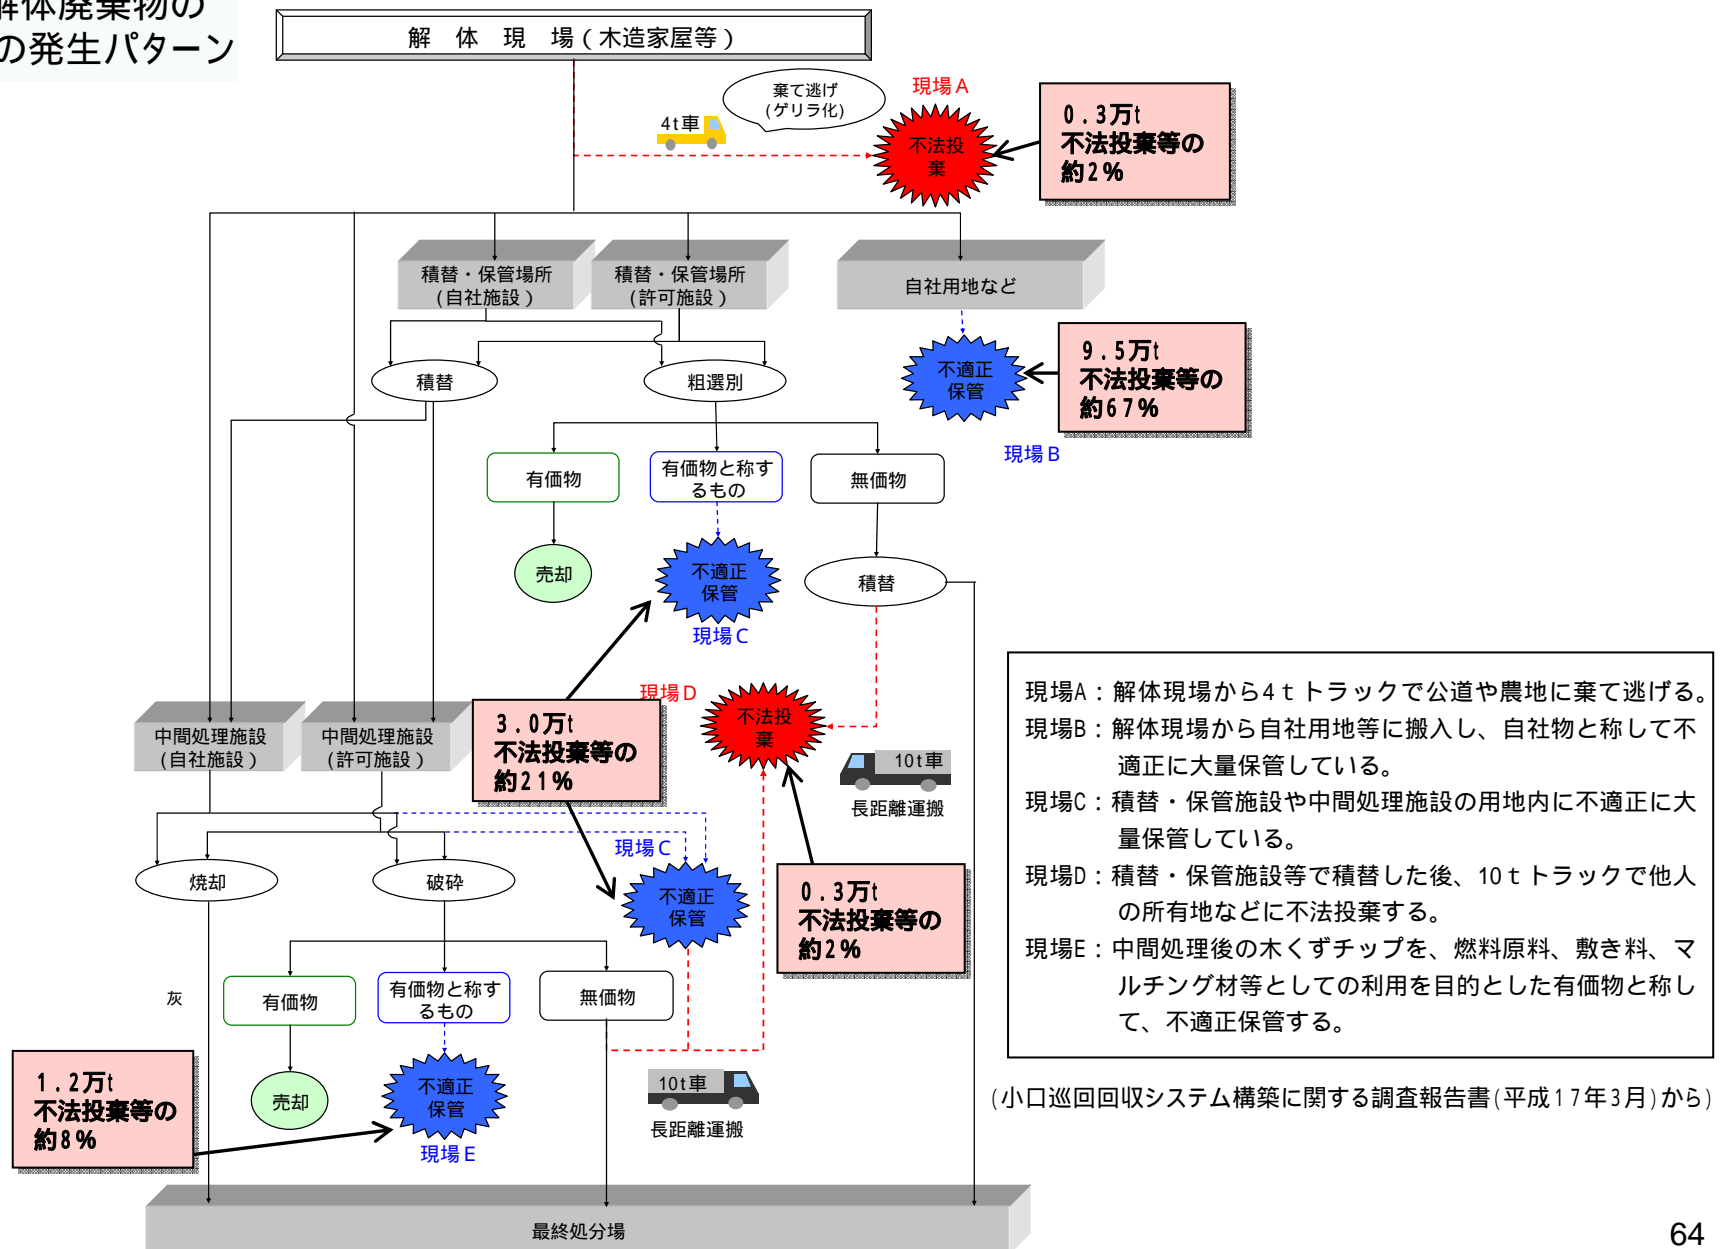 解体廃棄物の
の発生パターン
解　体　現　場（木造家屋等）
棄て逃げ
(ゲリラ化)
4t車
現場A
不法投
棄
0.3万t
不法投棄等の
約2%
積替・保管場所
(自社施設)
積替・保管場所
(許可施設)
自社用地など
積替
粗選別
不適正
保管
9.5万t
不法投棄等の
約67%
現場B
有価物
有価物と称す
るもの
無価物
売却
不適正
保管
現場C
積替
中間処理施設
(自社施設)
中間処理施設
(許可施設)
3.0万t
不法投棄等の
約21%
現場D
不法投
棄
10t車
長距離運搬
現場A：解体現場から4tトラックで公道や農地に棄て逃げる。
現場B：解体現場から自社用地等に搬入し、自社物と称して不
適正に大量保管している。
現場C：積替・保管施設や中間処理施設の用地内に不適正に大
量保管している。
現場D：積替・保管施設等で積替した後、10tトラックで他人
の所有地などに不法投棄する。
現場E：中間処理後の木くずチップを、燃料原料、敷き料、マ
ルチング材等としての利用を目的とした有価物と称し
て、不適正保管する。
焼却
破砕
現場C
不適正
保管
0.3万t
不法投棄等の
約2%
灰
有価物
有価物と称す
るもの
無価物
1.2万t
不法投棄等の
約8%
売却
不適正
保管
現場E
10t車
長距離運搬
(小口巡回回収システム構築に関する調査報告書(平成17年3月)から)
最終処分場
64